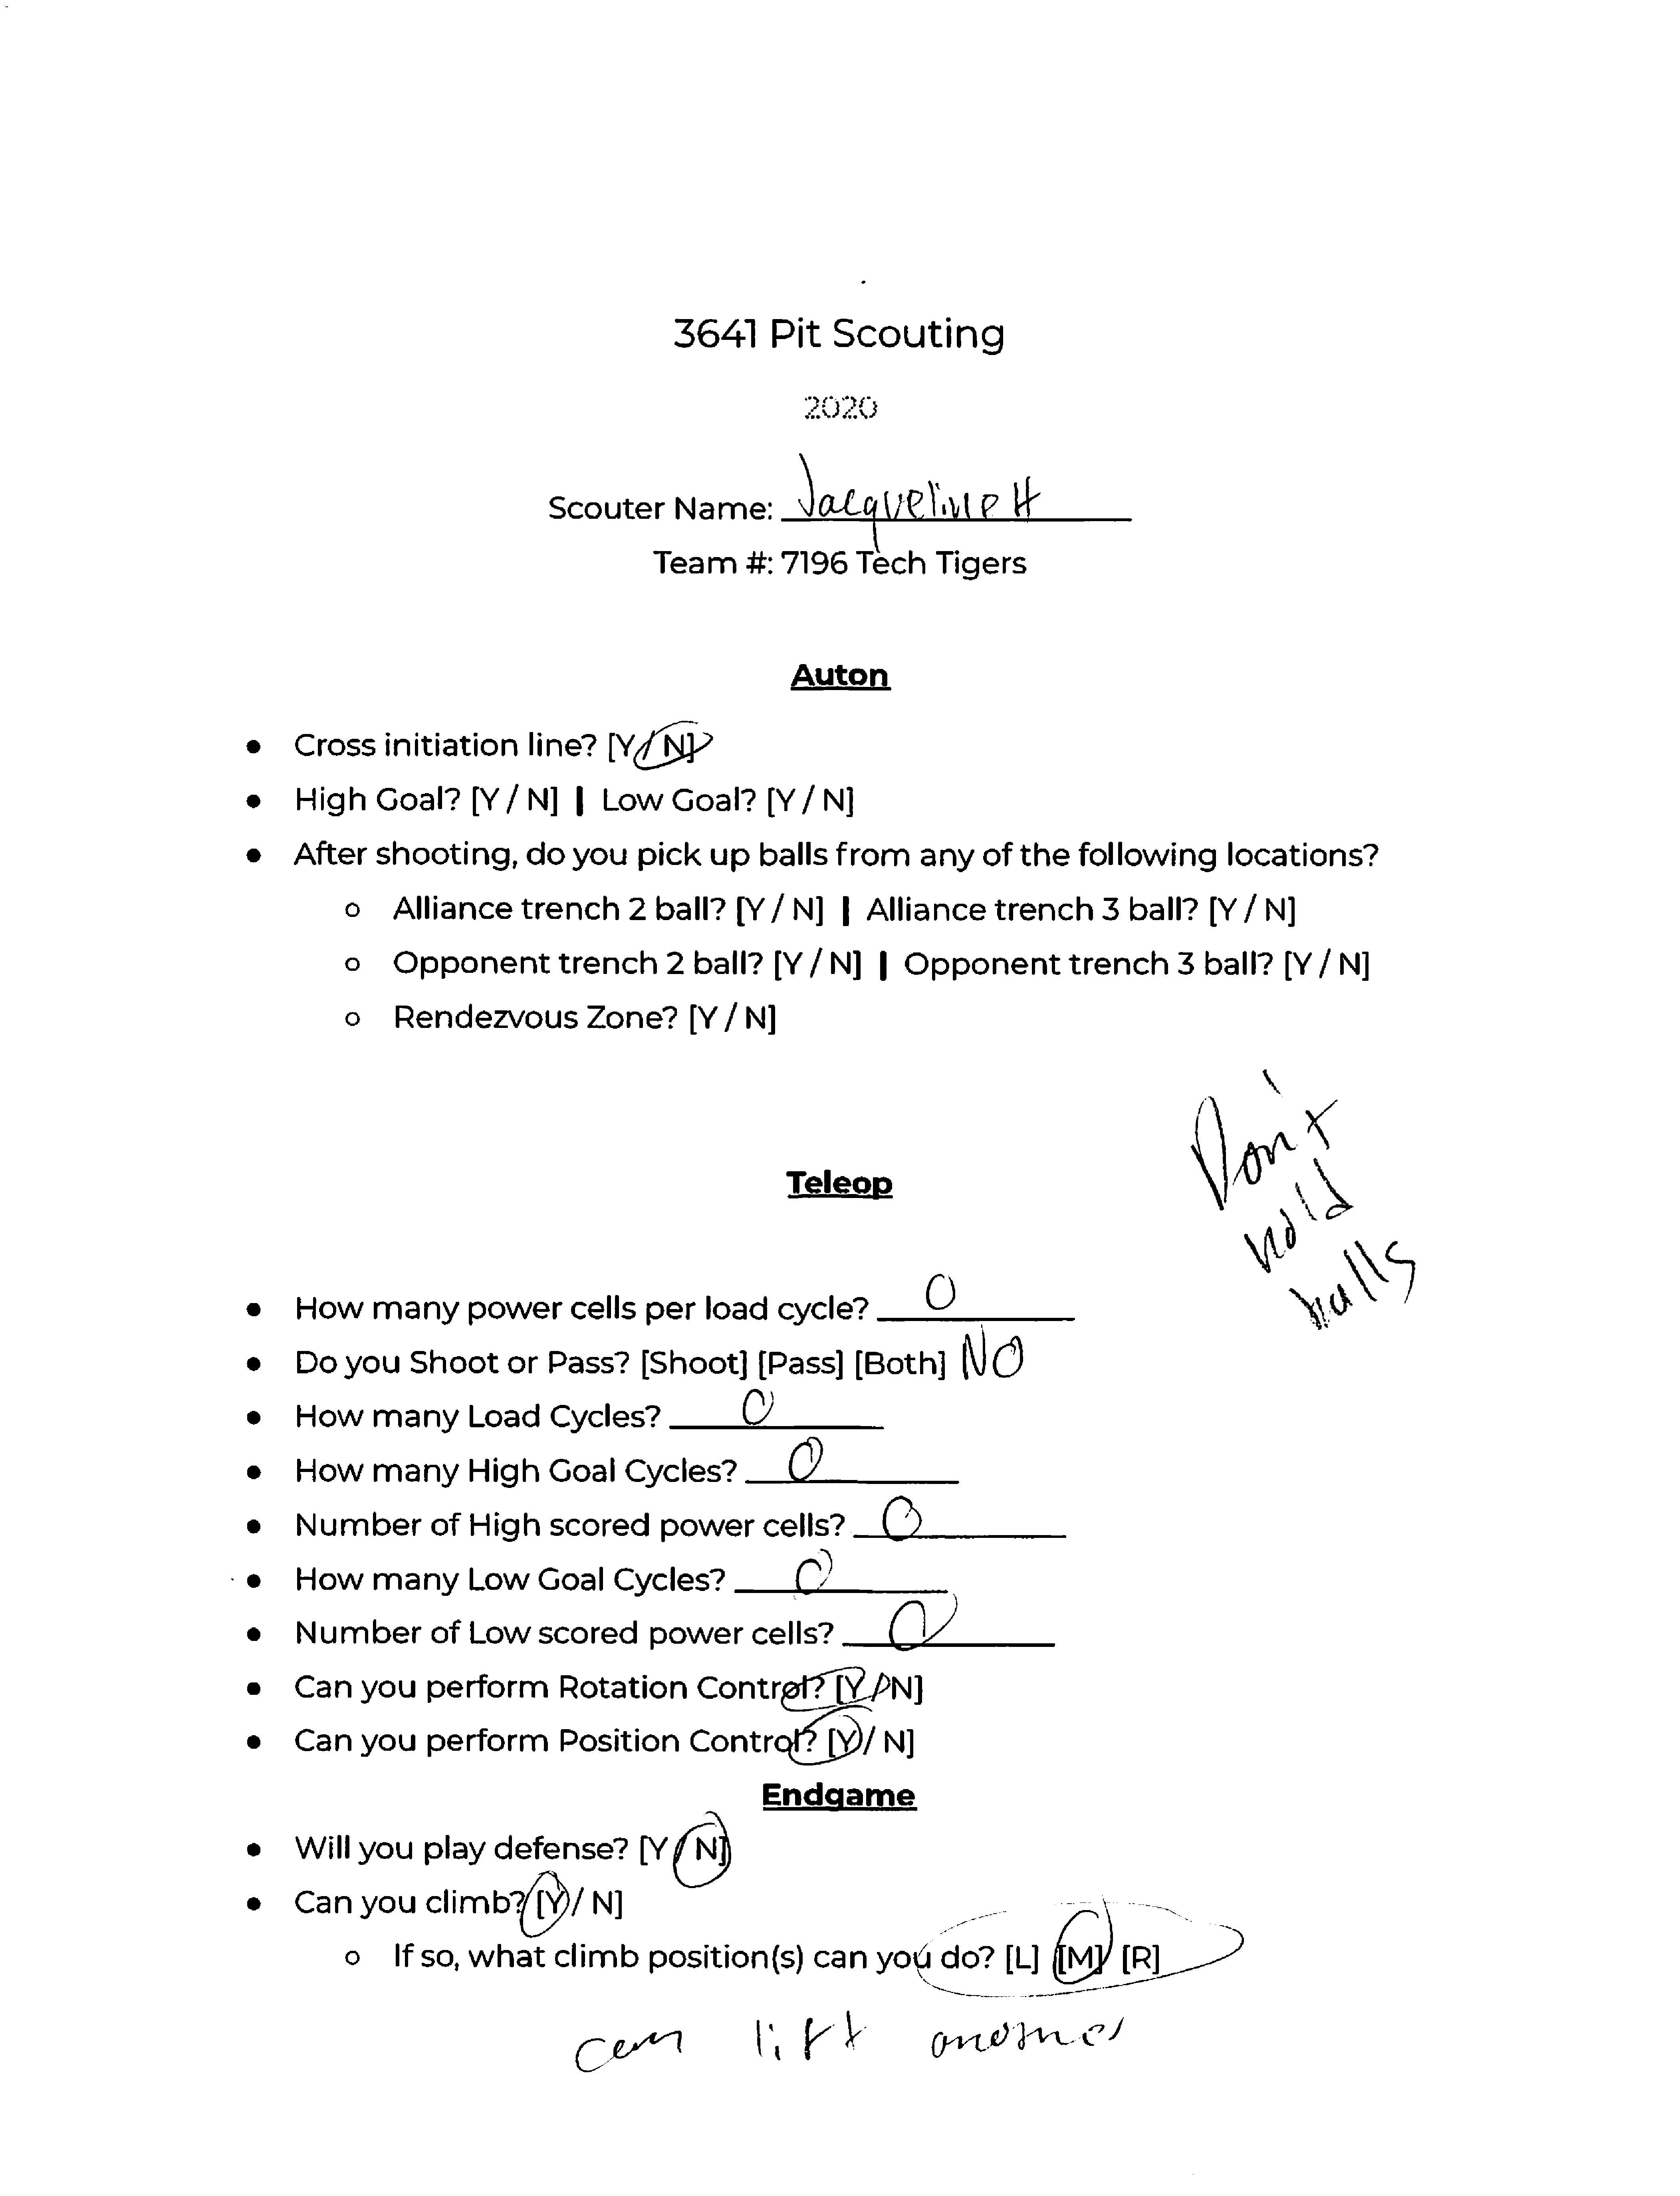 3641 Pit Scouting
2020
Scouter Name: Jacqueline H
Team #: 7196 Tech Tigers
Auton
● Cross initiation line? [Y / N]
● High Goal? [Y / N] | Low Goal? [Y / N]
● After shooting, do you pick up balls from any of the following locations?
○ Alliance trench 2 ball? [Y / N] | Alliance trench 3 ball? [Y / N]
○ Opponent trench 2 ball? [Y / N] | Opponent trench 3 ball? [Y / N]
○ Rendezvous Zone? [Y / N]
Don't
hold
balls
Teleop
● How many power cells per load cycle? 0
● Do you Shoot or Pass? [Shoot] [Pass] [Both] NO
● How many Load Cycles? 0
● How many High Goal Cycles? 0
● Number of High scored power cells? 0
● How many Low Goal Cycles? 0
● Number of Low scored power cells? 0
● Can you perform Rotation Control? [Y / N]
● Can you perform Position Control? [Y / N]
Endgame
● Will you play defense? [Y / N]
● Can you climb? [Y / N]
○ If so, what climb position(s) can you do? [L] [M] [R]
can lift another